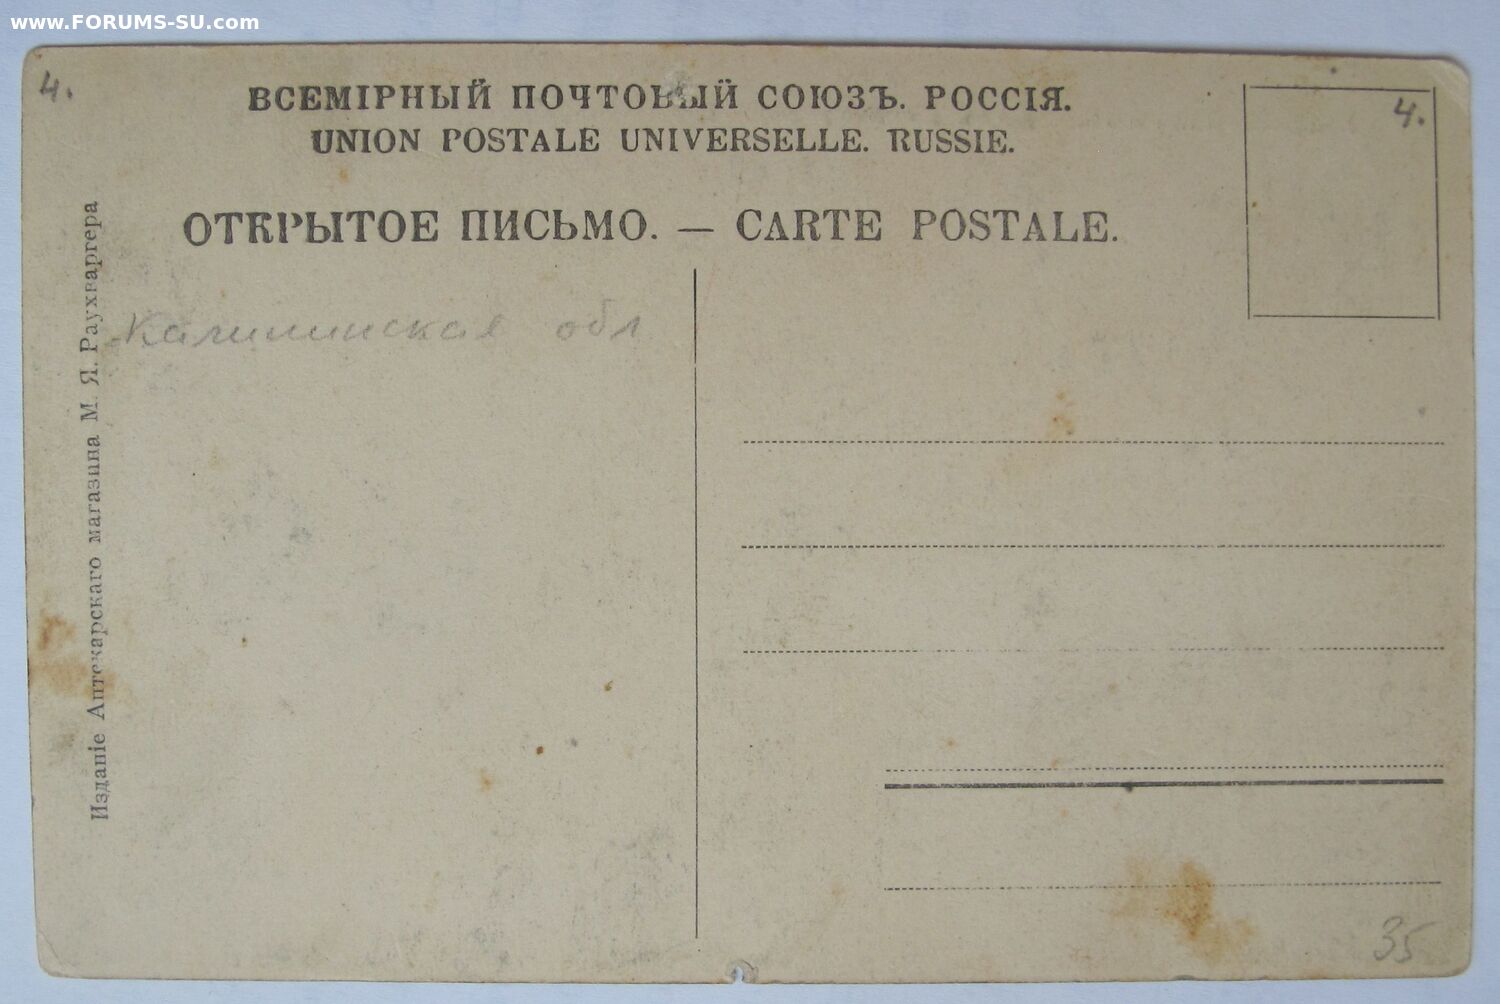 www.FORUMS-SU.com
4.
ВСЕМІРНЫЙ ПОЧТОВЫЙ СОЮЗЪ. РОССІЯ.
UNION POSTALE UNIVERSELLE. RUSSIE.
4.
ОТКРЫТОЕ ПИСЬМО. — CARTE POSTALE.
Изданіе Аптекарскаго магазина М. Я. Раухваргера
Калининская обл
35